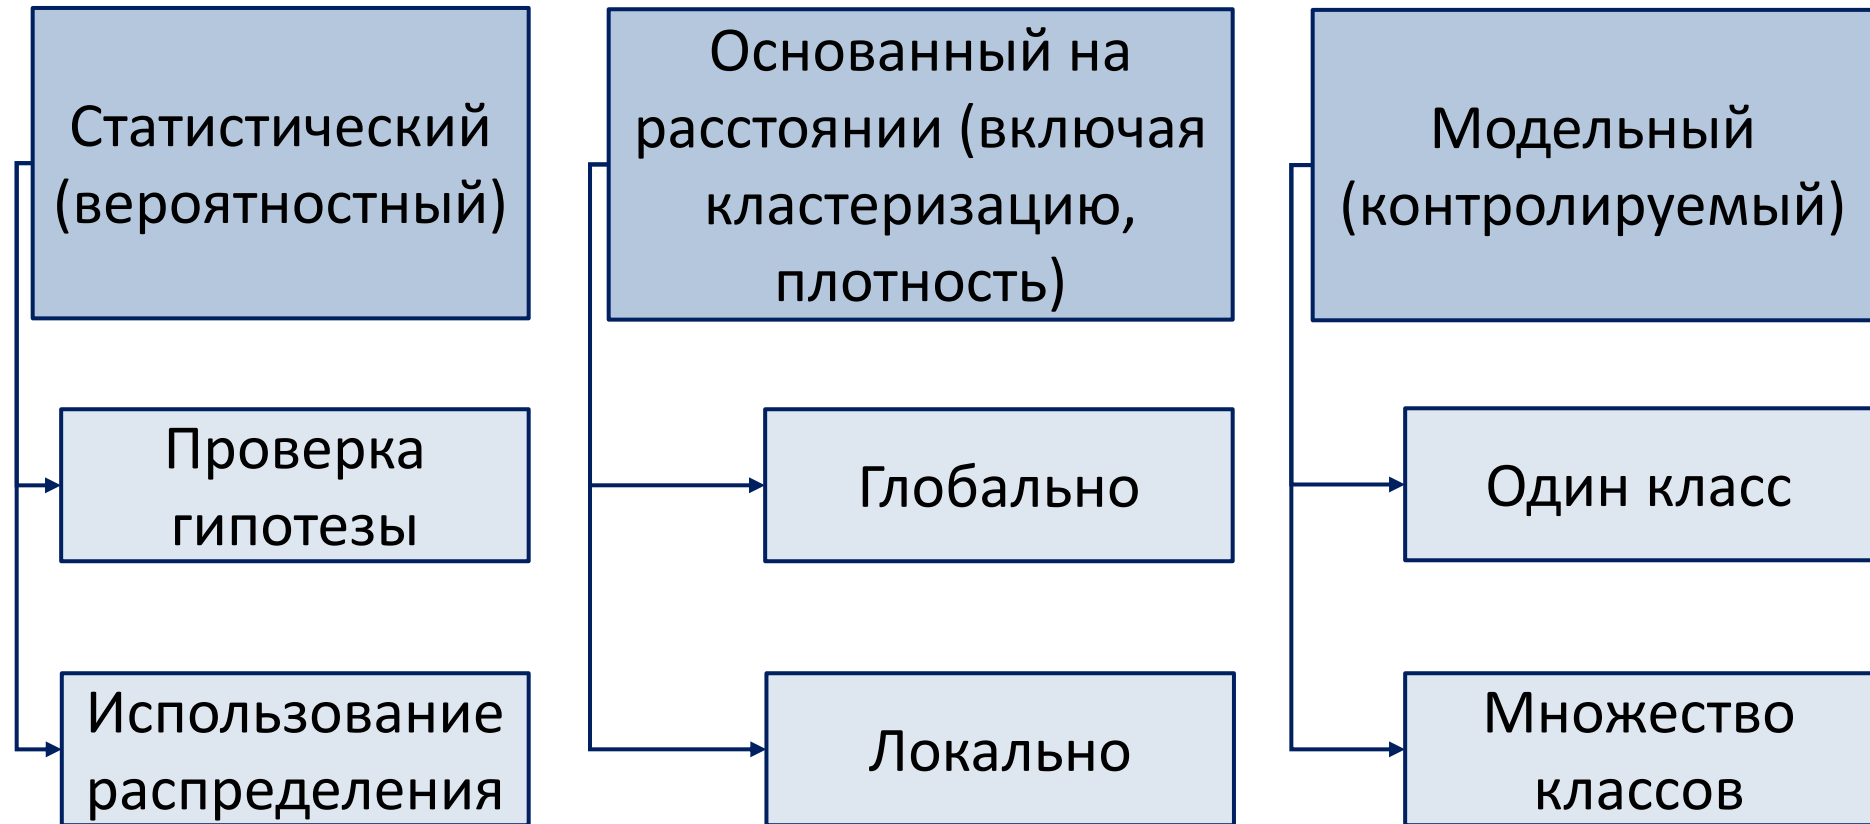 Статистический
(вероятностный)
Проверка
гипотезы
Использование
распределения
Основанный на
расстоянии (включая
кластеризацию,
плотность)
Глобально
Локально
Модельный
(контролируемый)
Один класс
Множество
классов